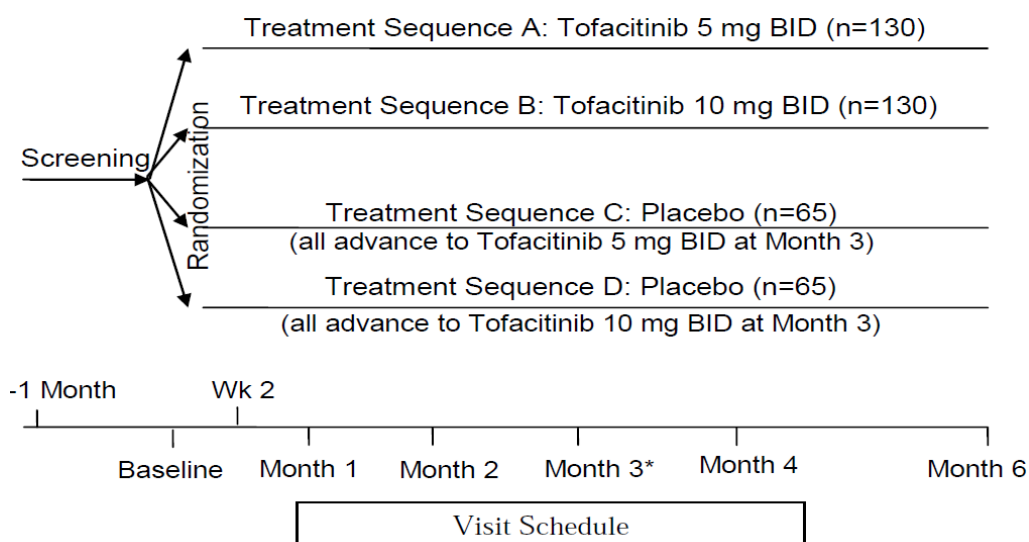 Treatment Sequence A: Tofacitinib 5 mg BID (n=130)
Treatment Sequence B: Tofacitinib 10 mg BID (n=130)
Screening
Randomization
Treatment Sequence C: Placebo (n=65)
(all advance to Tofacitinib 5 mg BID at Month 3)
Treatment Sequence D: Placebo (n=65)
(all advance to Tofacitinib 10 mg BID at Month 3)
-1 Month
Wk 2
Baseline
Month 1
Month 2
Month 3*
Month 4
Month 6
Visit Schedule